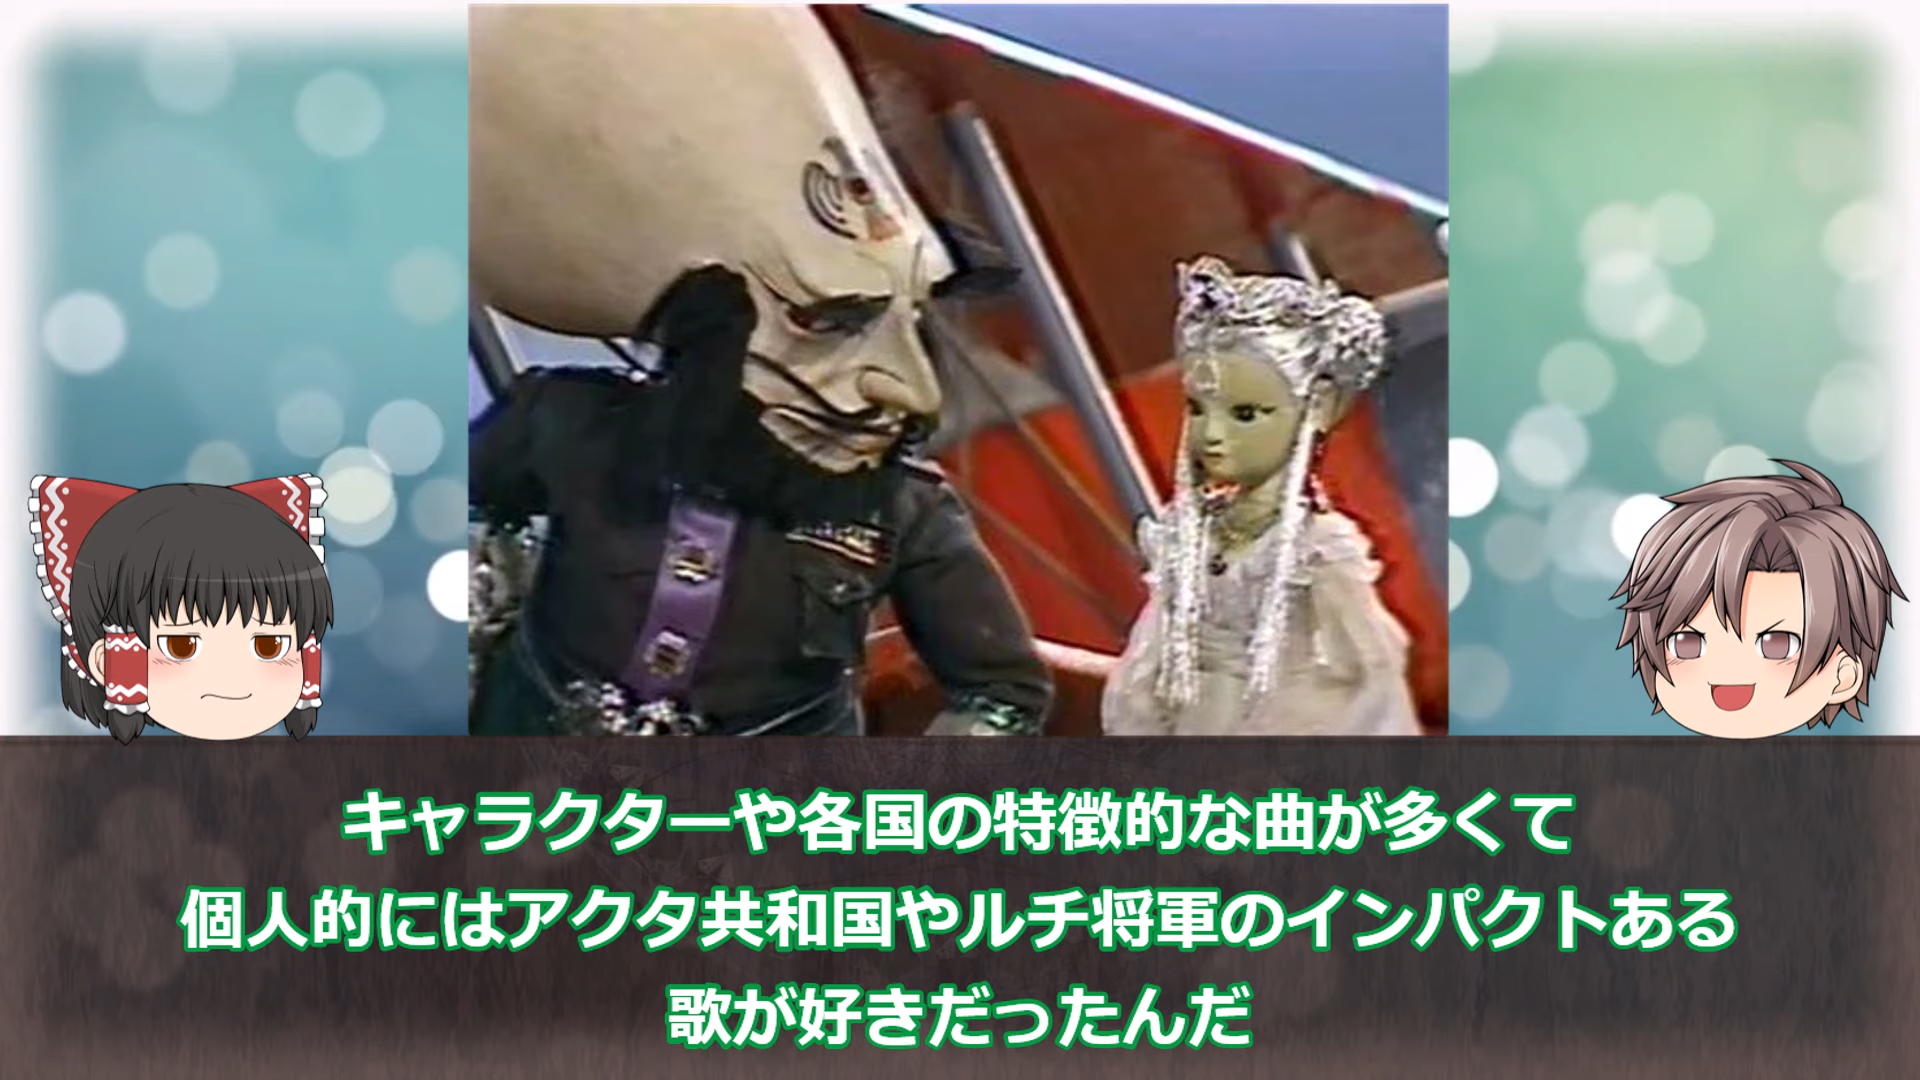 キャラクターや各国の特徴的な曲が多くて
個人的にはアクタ共和国やルチ将軍のインパクトある
歌が好きだったんだ